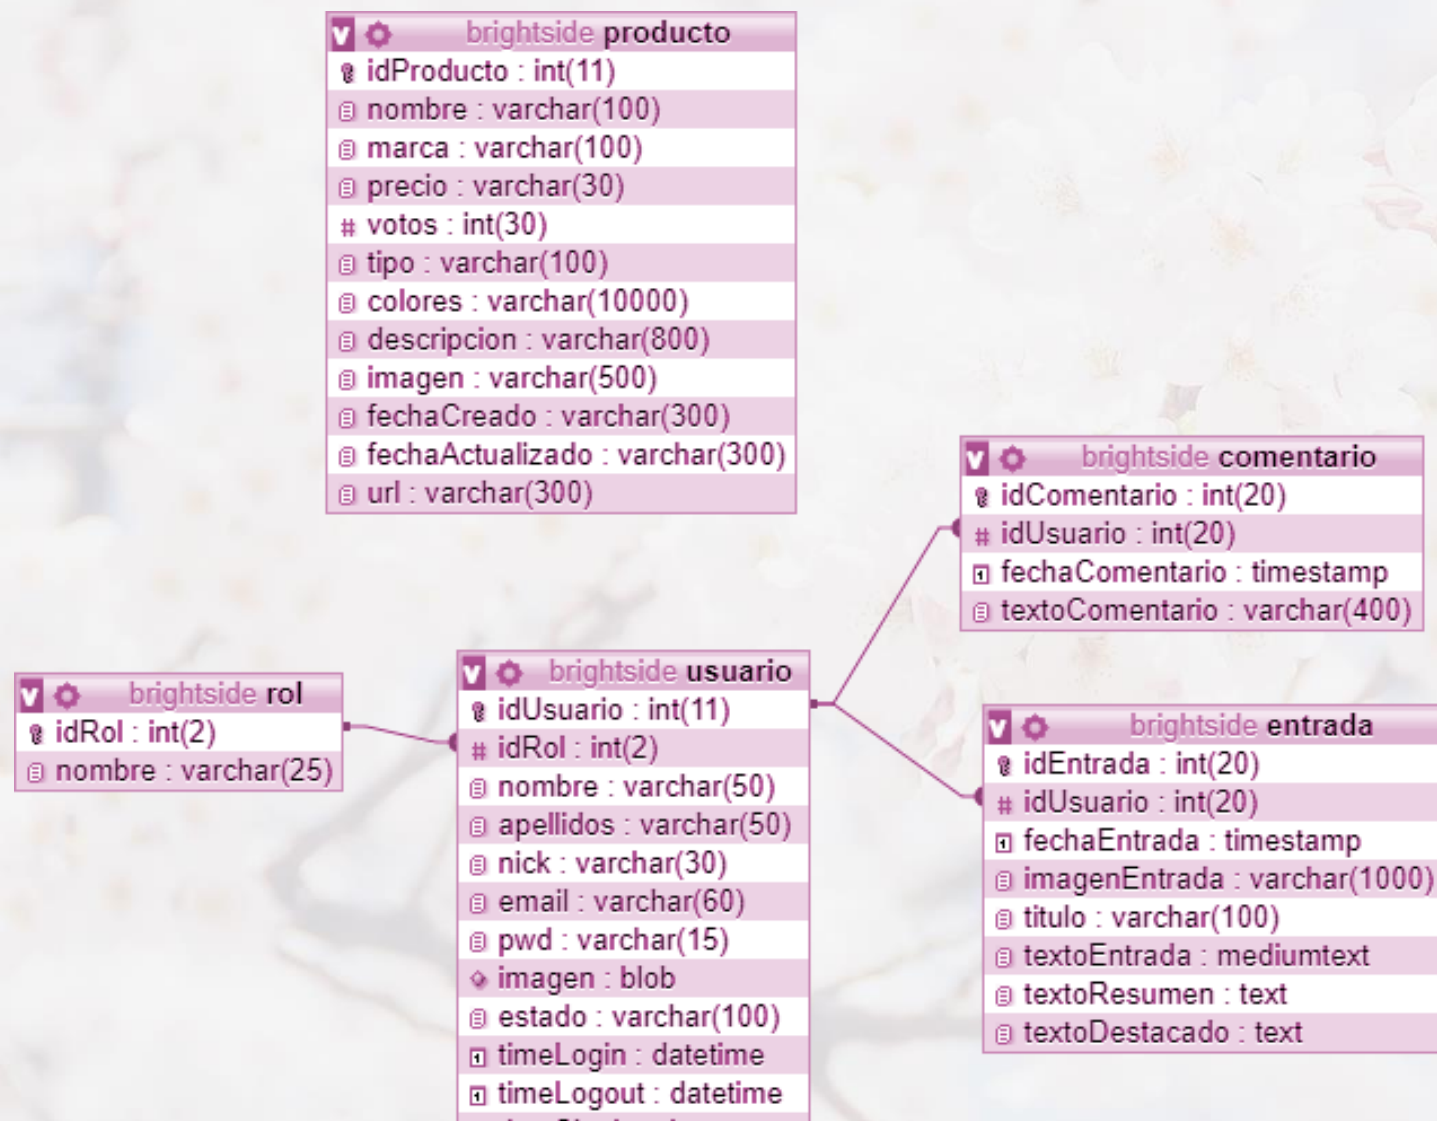 brightside producto
idProducto : int(11)
nombre : varchar(100)
marca : varchar(100)
precio : varchar(30)
# votos : int(30)
tipo : varchar(100)
colores : varchar(10000)
descripcion : varchar(800)
imagen : varchar(500)
fechaCreado : varchar(300)
fechaActualizado : varchar(300)
url : varchar(300)
brightside comentario
idComentario : int(20)
# idUsuario : int(20)
fechaComentario : timestamp
textoComentario : varchar(400)
brightside rol
idRol : int(2)
nombre : varchar(25)
brightside usuario
idUsuario : int(11)
# idRol : int(2)
nombre : varchar(50)
apellidos : varchar(50)
nick : varchar(30)
email : varchar(60)
pwd : varchar(15)
imagen : blob
estado : varchar(100)
timeLogin : datetime
timeLogout : datetime
brightside entrada
idEntrada : int(20)
# idUsuario : int(20)
fechaEntrada : timestamp
imagenEntrada : varchar(1000)
titulo : varchar(100)
textoEntrada : mediumtext
textoResumen : text
textoDestacado : text